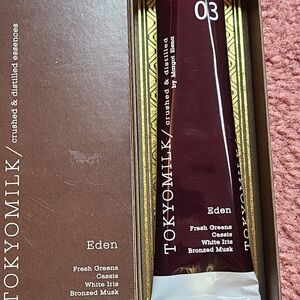 TOKYOMILK/ crushed & distilled essences
Eden
Fresh Greens
Cassis
White Iris
Bronzed Musk
03
TOKYOMILK/ crushed & distilled
by Margot Elena
Eden
Fresh Greens
Cassis
White Iris
Bronzed Musk